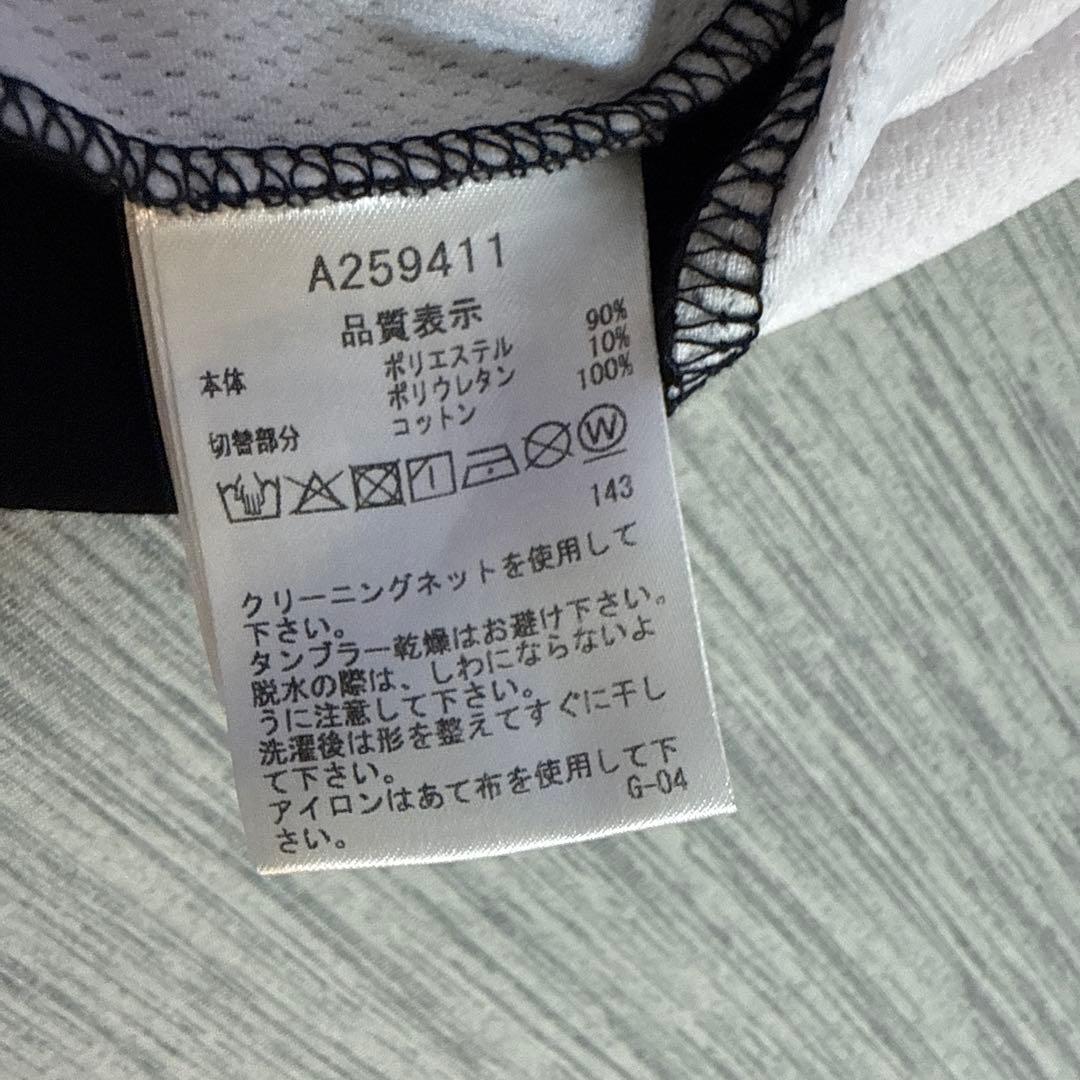 A259411
品質表示
本体 ポリエステル 90%
ポリウレタン 10%
切替部分 コットン 100%
W
143
クリーニングネットを使用して
下さい。
タンブラー乾燥はお避け下さい。
脱水の際は、しわにならないよ
うに注意して下さい。
洗濯後は形を整えてすぐに干し
て下さい。
アイロンはあて布を使用して下
さい。
G-04